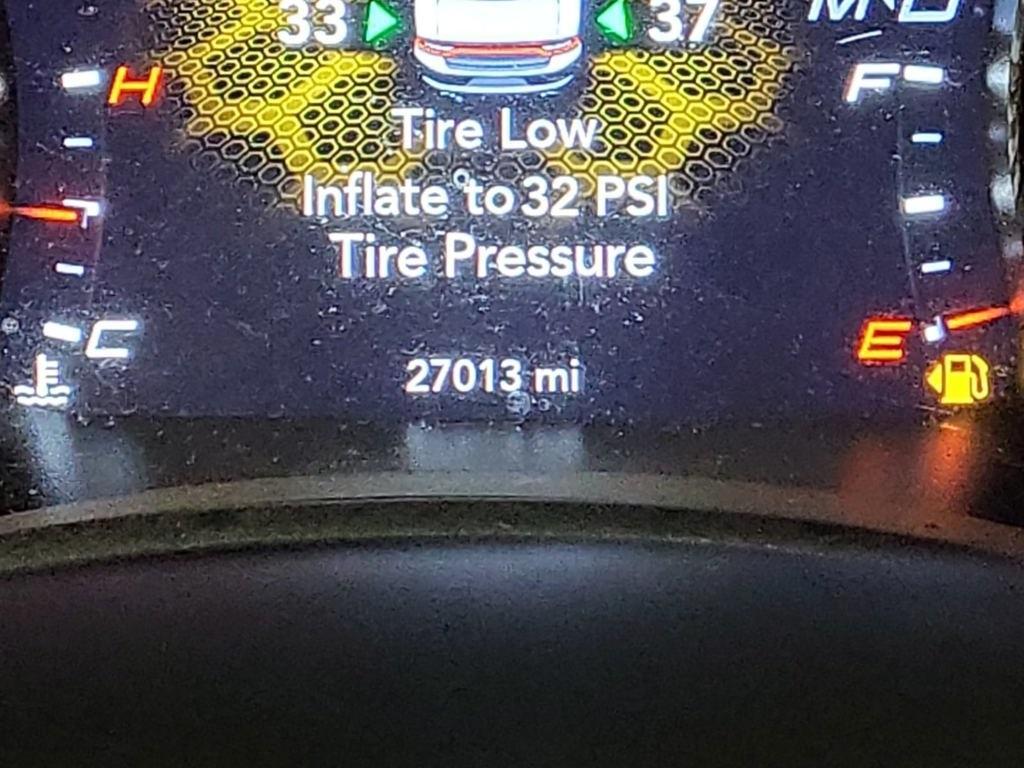 33 37
H F
Tire Low
Inflate to 32 PSI
Tire Pressure
C E
27013 mi